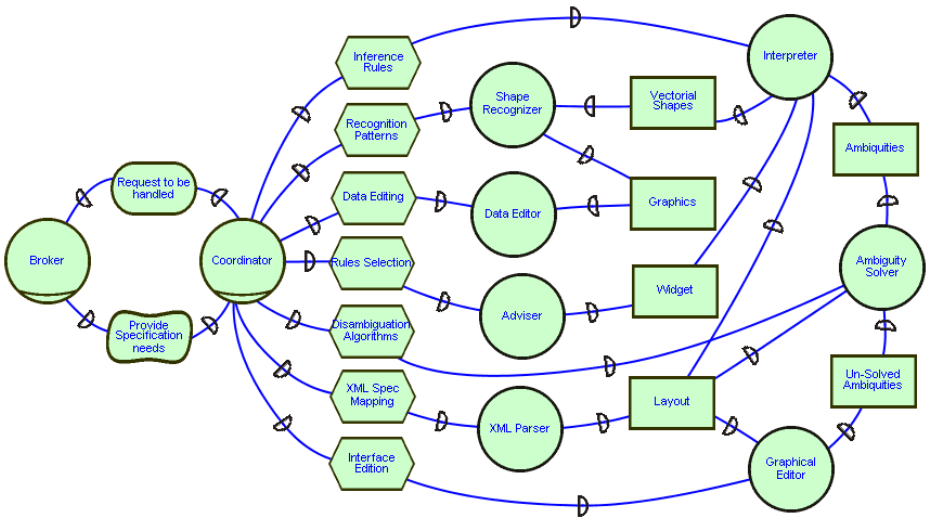 Inference
Rules
Interpreter
Shape
Recognizer
Vectorial
Shapes
Recognition
Patterns
Ambiquities
Request to be
handled
Data Editing
Data Editor
Graphics
Broker
Coordinator
Rules Selection
Ambiguity
Solver
Widget
Adviser
Provide
Specification
needs
Disambiguation
Algorithms
XML Spec
Mapping
Layout
Un-Solved
Ambiquities
XML Parser
Interface
Edition
Graphical
Editor